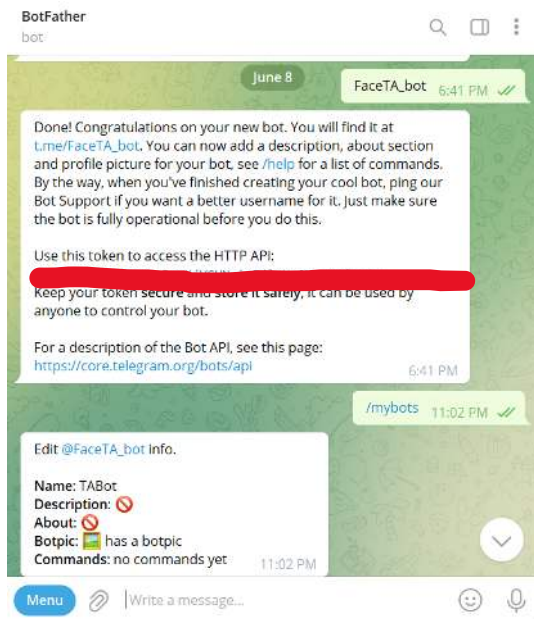 BotFather
bot
June 8
FaceTA_bot 6:41 PM
Done! Congratulations on your new bot. You will find it at
t.me/FaceTA_bot. You can now add a description, about section
and profile picture for your bot, see /help for a list of commands.
By the way, when you've finished creating your cool bot, ping our
Bot Support if you want a better username for it. Just make sure
the bot is fully operational before you do this.
Use this token to access the HTTP API:
Keep your token secure and store it safely, it can be used by
anyone to control your bot.
For a description of the Bot API, see this page:
https://core.telegram.org/bots/api
6:41 PM
/mybots 11:02 PM
Edit @FaceTA_bot info.
Name: TABot
Description: 🚫
About: 🚫
Botpic: 🖼 has a botpic
Commands: no commands yet 11:02 PM
Menu Write a message...